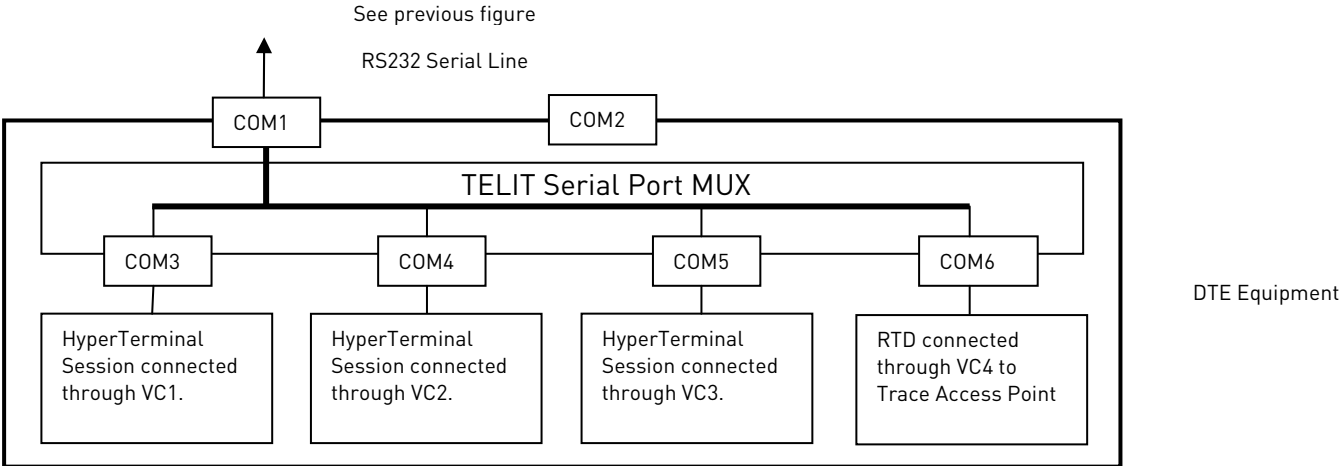 See previous figure
RS232 Serial Line
COM1
COM2
TELIT Serial Port MUX
COM3
COM4
COM5
COM6
DTE Equipment
HyperTerminal
Session connected
through VC1.
HyperTerminal
Session connected
through VC2.
HyperTerminal
Session connected
through VC3.
RTD connected
through VC4 to
Trace Access Point